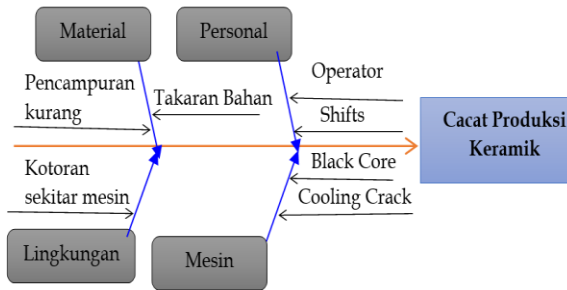 Material
Personal
Pencampuran
kurang
Takaran Bahan
Operator
Shifts
Cacat Produksi
Keramik
Kotoran
sekitar mesin
Black Core
Cooling Crack
Lingkungan
Mesin